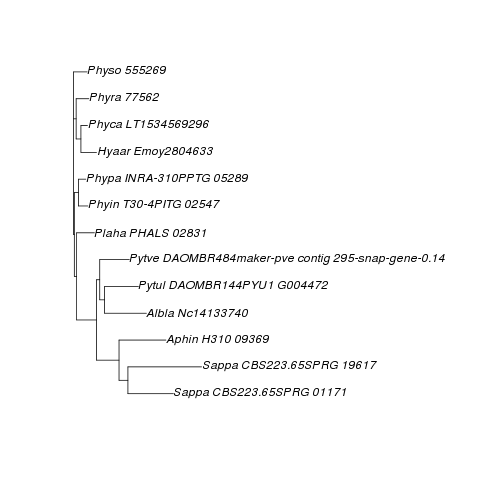 Physo 555269
Phyra 77562
Phyca LT1534569296
Hyaar Emoy2804633
Phypa INRA-310PPTG 05289
Phyin T30-4PITG 02547
Plaha PHALS 02831
Pytve DAOMBR484maker-pve contig 295-snap-gene-0.14
Pytul DAOMBR144PYU1 G004472
Albla Nc14133740
Aphin H310 09369
Sappa CBS223.65SPRG 19617
Sappa CBS223.65SPRG 01171